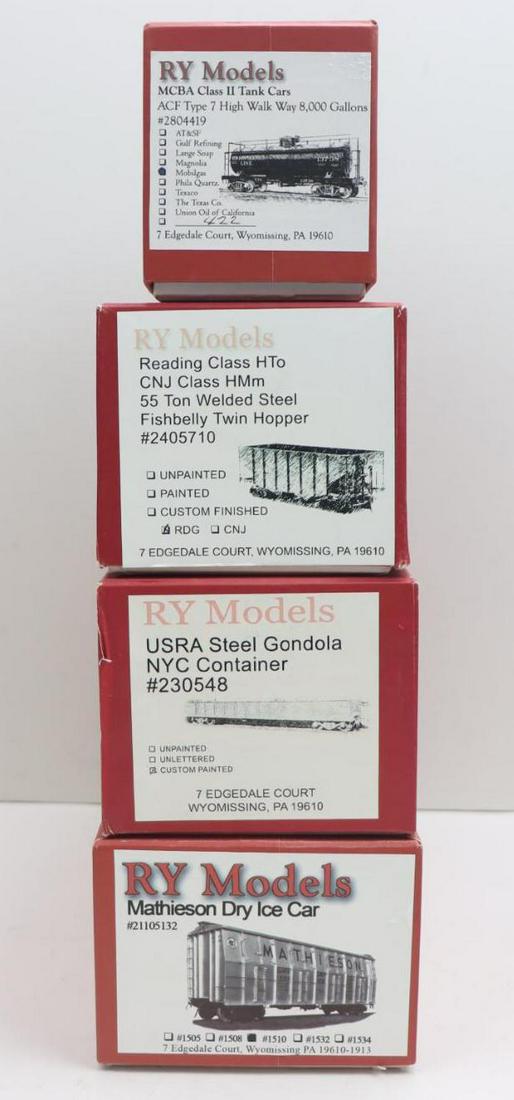 RY Models
MCBA Class II Tank Cars
ACF Type 7 High Walk Way 8,000 Gallons
#2804419
AT&SF
Gulf Refining
Lange Soap
Magnolia
Mobilgas
Phila Quartz.
Texaco
The Texas Co.
Union Oil of California
422
7 Edgedale Court, Wyomissing, PA 19610
RY Models
Reading Class HTo
CNJ Class HMm
55 Ton Welded Steel
Fishbelly Twin Hopper
#2405710
UNPAINTED
PAINTED
CUSTOM FINISHED
RDG CNJ
7 EDGEDALE COURT, WYOMISSING, PA 19610
RY Models
USRA Steel Gondola
NYC Container
#230548
UNPAINTED
UNLETTERED
CUSTOM PAINTED
7 EDGEDALE COURT
WYOMISSING, PA 19610
RY Models
Mathieson Dry Ice Car
#21105132
MATHIESON
#1505 #1508 #1510 #1532 #1534
7 Edgedale Court, Wyomissing PA 19610-1913